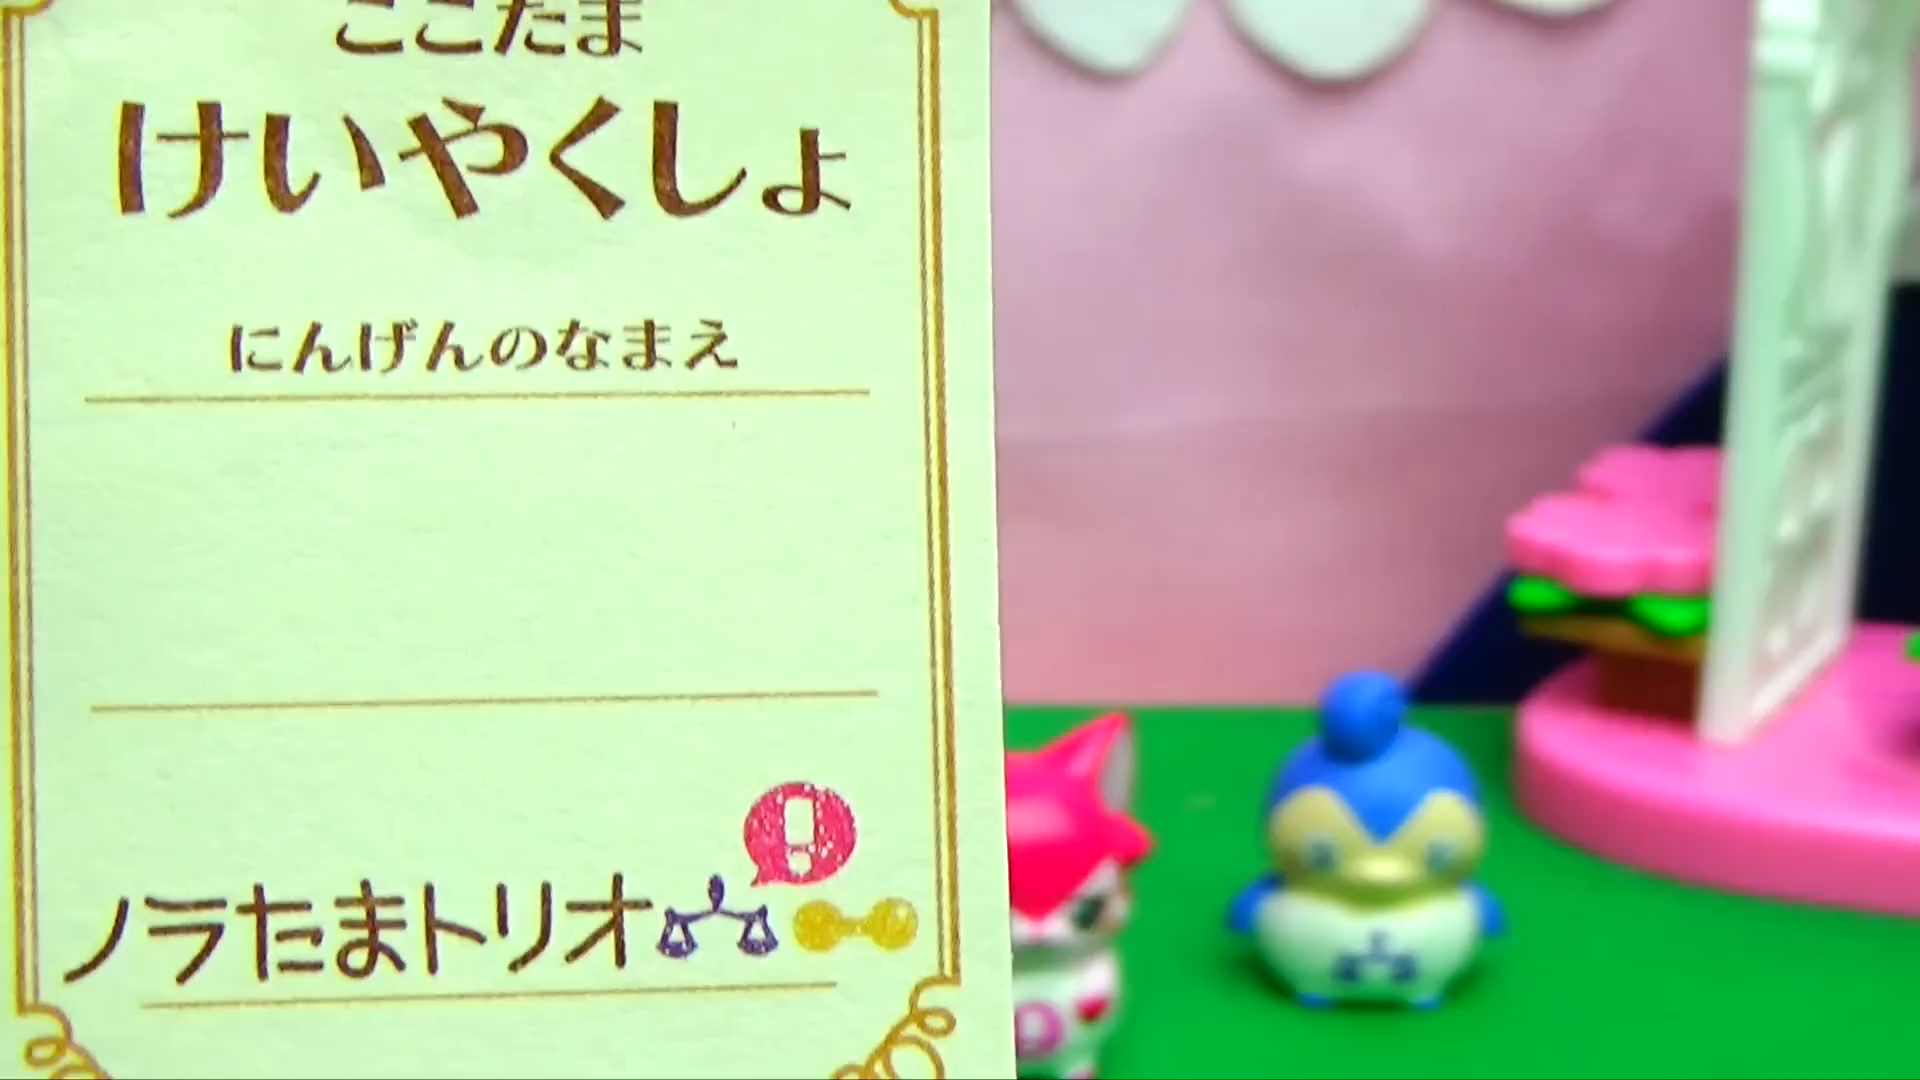 ここたま
けいやくしょ
にんげんのなまえ
ノラたまトリオ